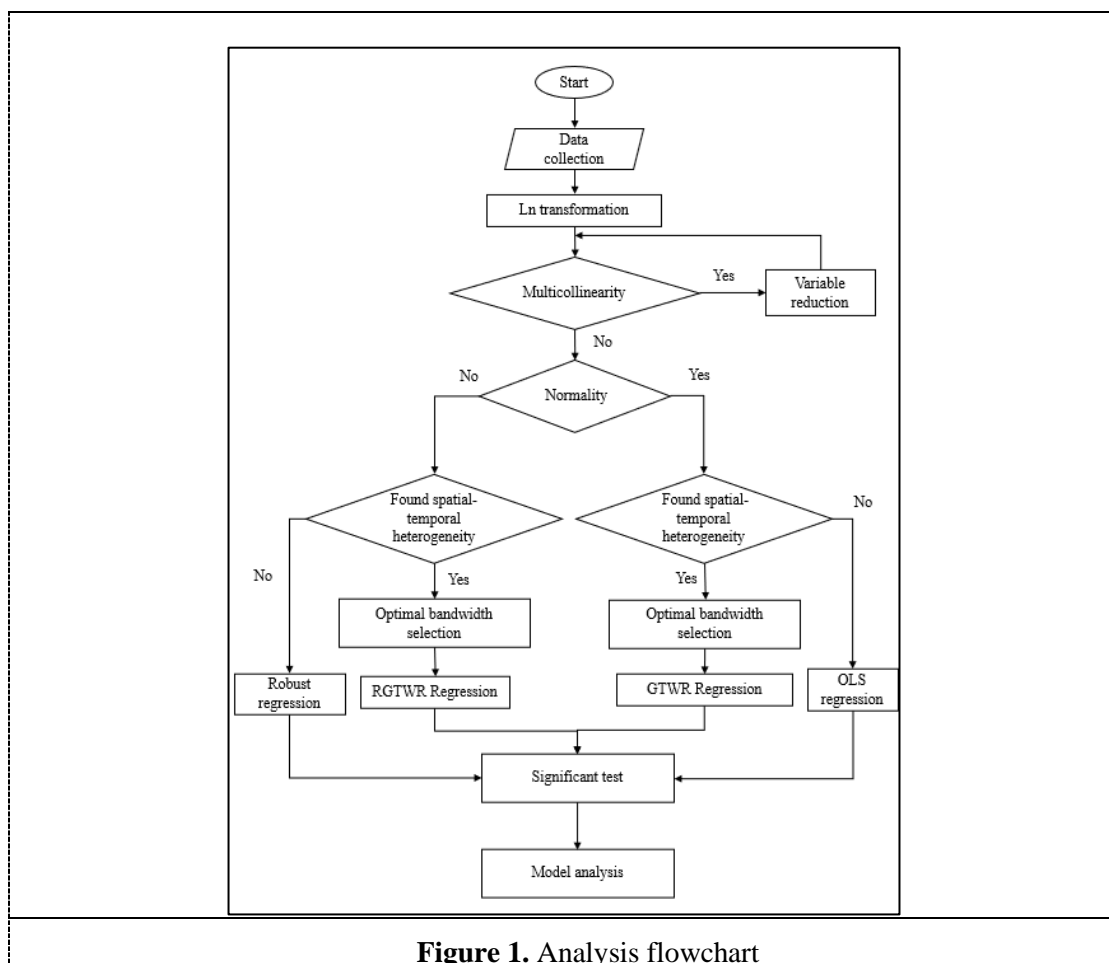 Start
Data
collection
Ln transformation
Multicollinearity
Yes
Variable
reduction
No
No
Normality
Yes
Found spatial-
temporal
heterogeneity
Found spatial-
temporal
heterogeneity
No
No
Yes
Yes
Optimal bandwidth
selection
Optimal bandwidth
selection
Robust
regression
RGTWR Regression
GTWR Regression
OLS
regression
Significant test
Model analysis
Figure 1. Analysis flowchart